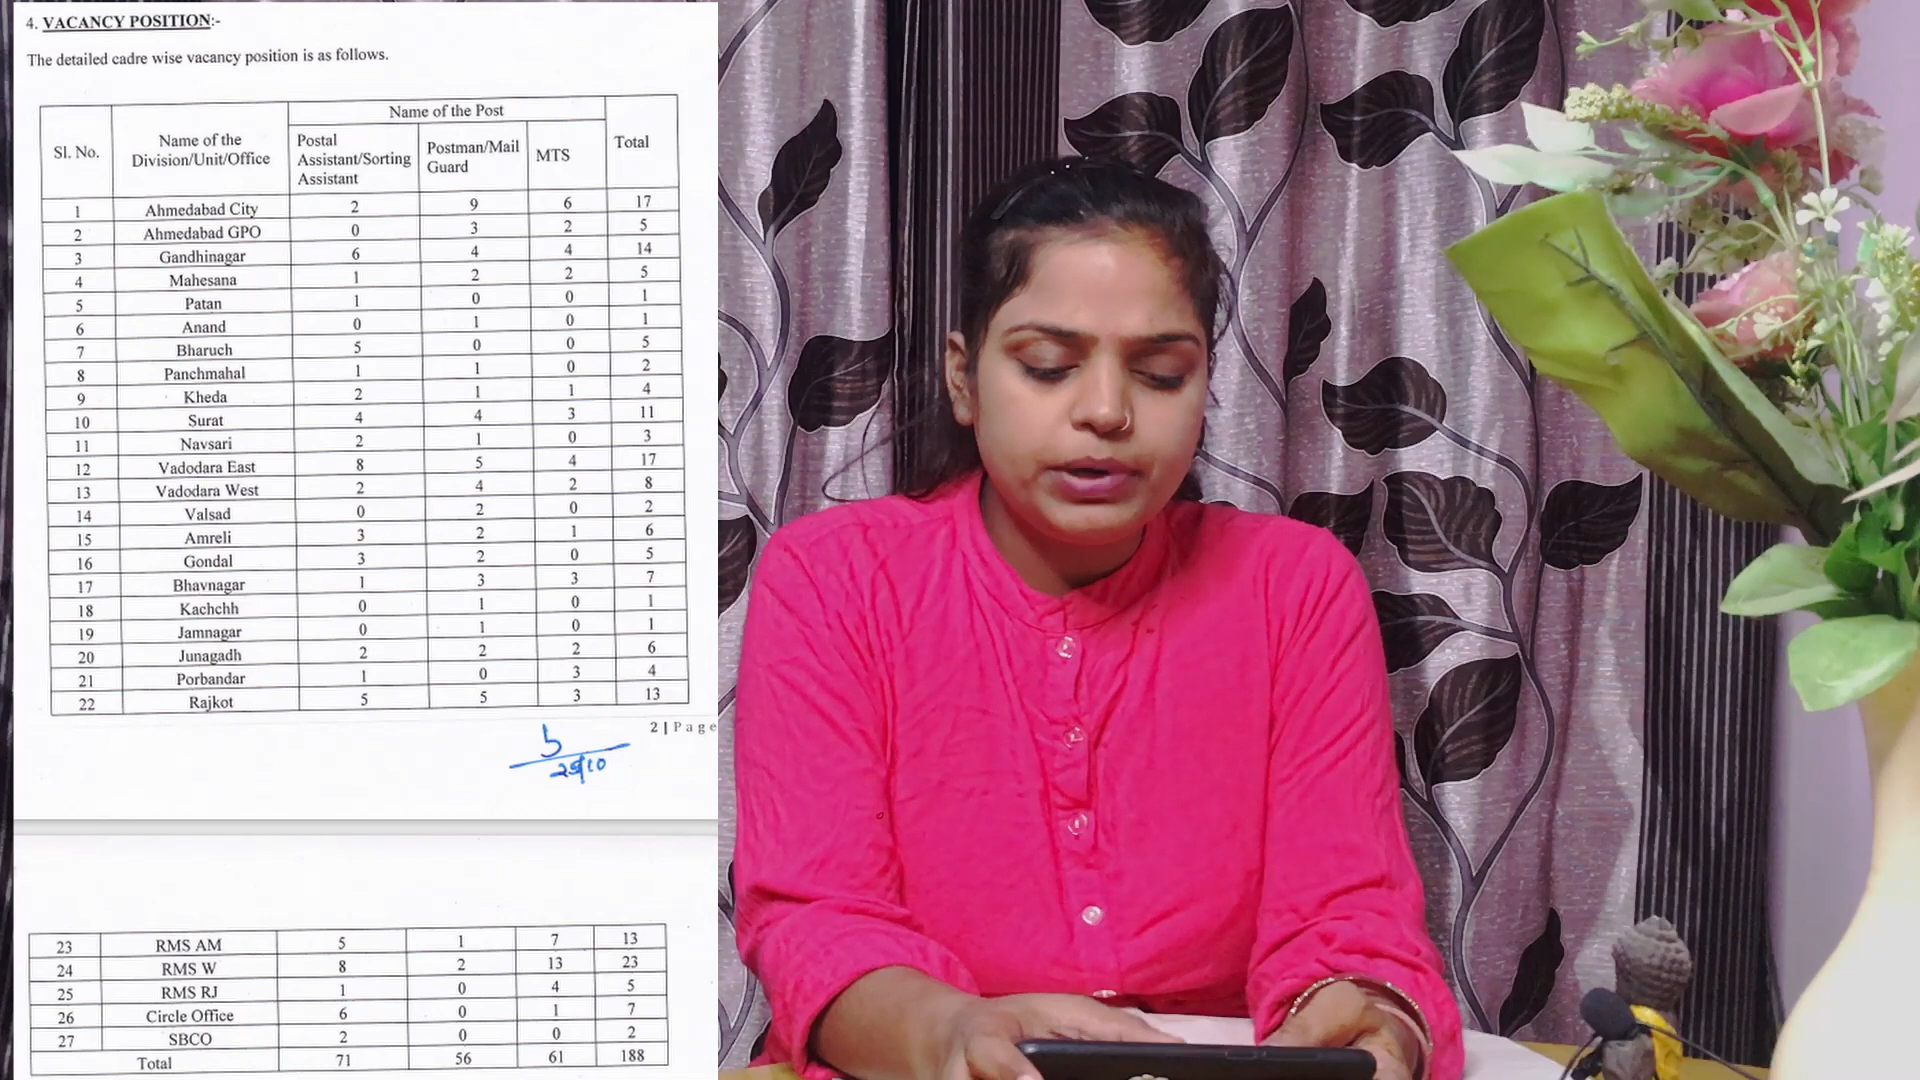 4. VACANCY POSITION:-
The detailed cadre wise vacancy position is as follows.
Sl. No. Name of the Division/Unit/Office Name of the Post Total
Postal Assistant/Sorting Assistant Postman/Mail Guard MTS
1 Ahmedabad City 2 9 6 17
2 Ahmedabad GPO 0 3 2 5
3 Gandhinagar 6 4 4 14
4 Mahesana 1 2 2 5
5 Patan 1 0 0 1
6 Anand 0 1 0 1
7 Bharuch 5 0 0 5
8 Panchmahal 1 1 0 2
9 Kheda 2 1 1 4
10 Surat 4 4 3 11
11 Navsari 2 1 0 3
12 Vadodara East 8 5 4 17
13 Vadodara West 2 4 2 8
14 Valsad 0 2 0 2
15 Amreli 3 2 1 6
16 Gondal 3 2 0 5
17 Bhavnagar 1 3 3 7
18 Kachchh 0 1 0 1
19 Jamnagar 0 1 0 1
20 Junagadh 2 2 2 6
21 Porbandar 1 0 3 4
22 Rajkot 5 5 3 13
2 | Page
23 RMS AM 5 1 7 13
24 RMS W 8 2 13 23
25 RMS RJ 1 0 4 5
26 Circle Office 6 0 1 7
27 SBCO 2 0 0 2
Total 71 56 61 188